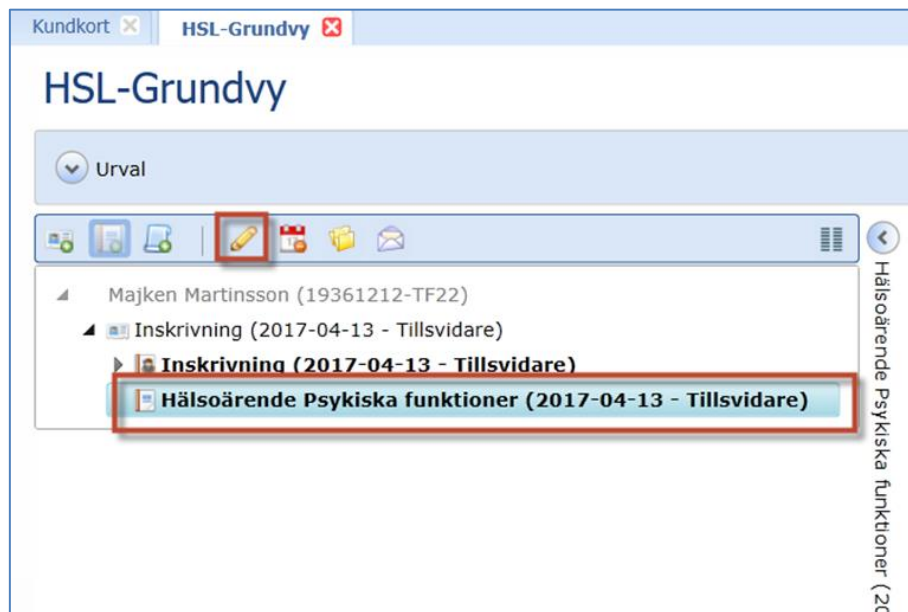 Kundkort
HSL-Grundvy
HSL-Grundvy
Urval
Majken Martinsson (19361212-TF22)
Inskrivning (2017-04-13 - Tillsvidare)
Inskrivning (2017-04-13 - Tillsvidare)
Hälsoärende Psykiska funktioner (2017-04-13 - Tillsvidare)
Hälsoärende Psykiska funktioner (20